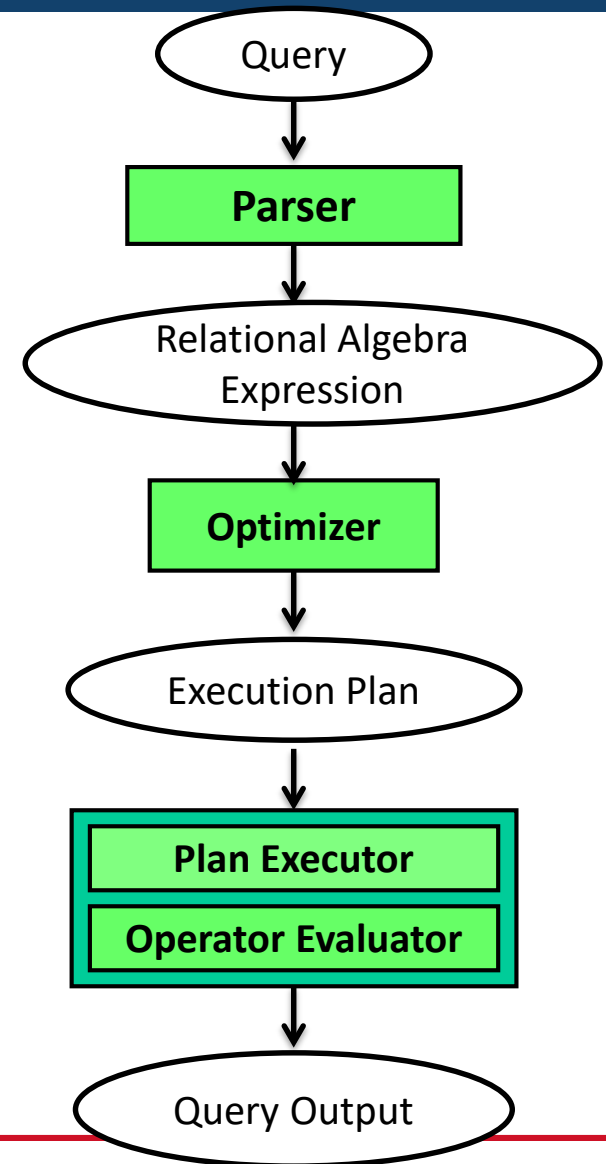 Query
Parser
Relational Algebra
Expression
Optimizer
Execution Plan
Plan Executor
Operator Evaluator
Query Output